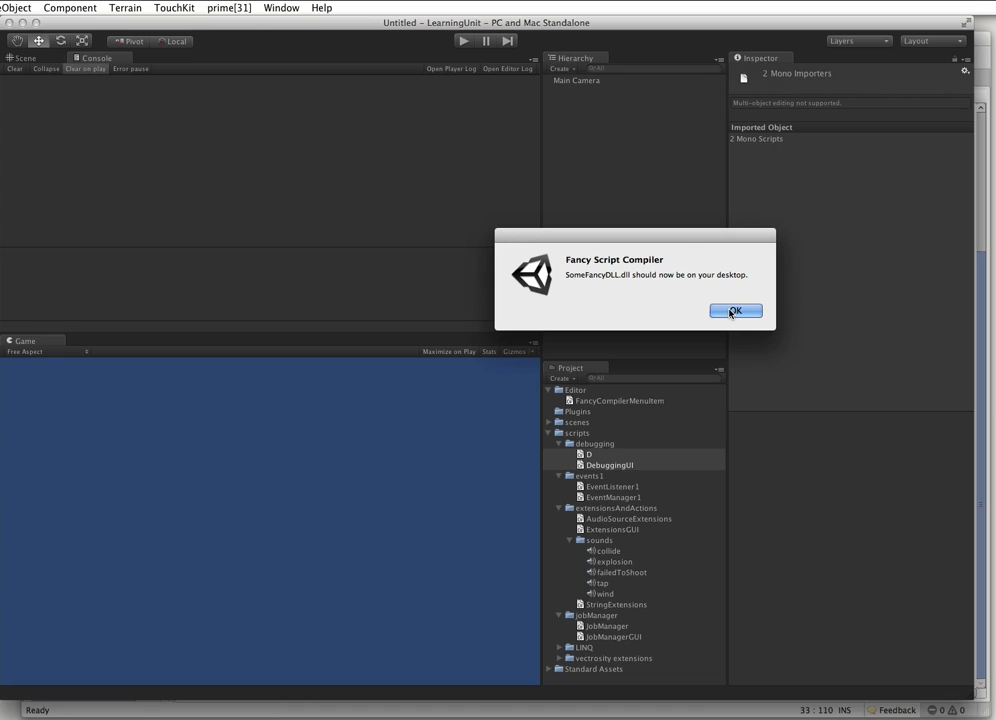 Object Component Terrain TouchKit prime[31] Window Help
Untitled – LearningUnit – PC and Mac Standalone
Pivot Local Layers Layout
Scene Console
Clear Collapse Clear on play Error pause Open Player Log Open Editor Log
Hierarchy
Create All
Main Camera
Inspector
2 Mono Importers
Multi-object editing not supported.
Imported Object
2 Mono Scripts
Fancy Script Compiler
SomeFancyDLL.dll should now be on your desktop.
OK
Game
Free Aspect Maximize on Play Stats Gizmos
Project
Create All
Editor
FancyCompilerMenuItem
Plugins
scenes
scripts
debugging
D
DebuggingUI
events1
EventListener1
EventManager1
extensionsAndActions
AudioSourceExtensions
ExtensionsGUI
sounds
collide
explosion
failedToShoot
tap
wind
StringExtensions
jobManager
JobManager
JobManagerGUI
LINQ
vectrosity extensions
Standard Assets
Ready 33 : 110 INS Feedback 0 0